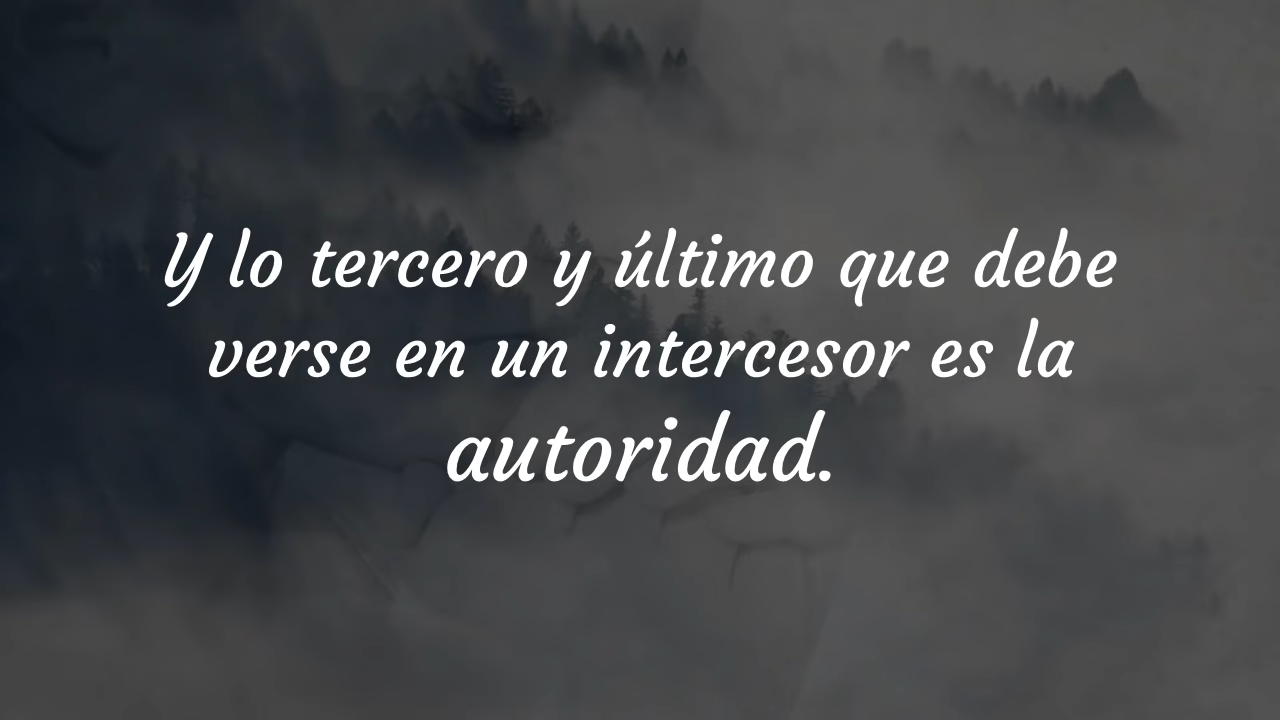 Y lo tercero y último que debe
verse en un intercesor es la
autoridad.